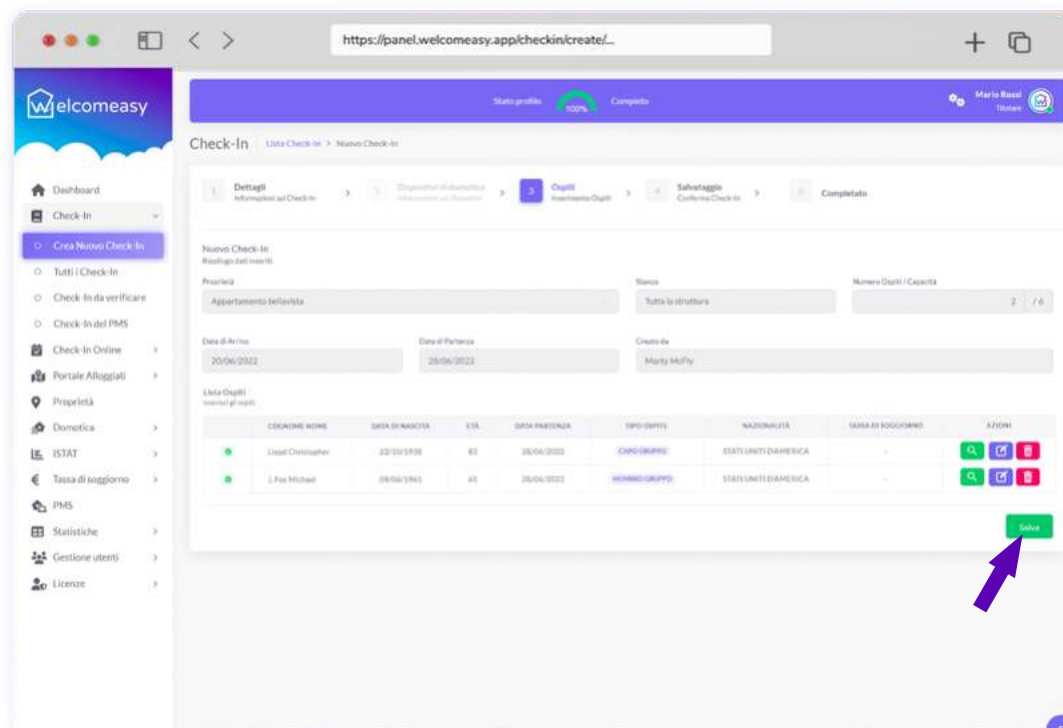 https://panel.welcomeasy.app/checkin/create/...
Welcomeasy
Stato profilo 100% Completo
Mario Rossi
Titolare
Check-In Lista Check-In > Nuovo Check-In
Dashboard
Check-In
Crea Nuovo Check-In
Tutti i Check-In
Check-In da verificare
Check-In del PMS
Check-In Online
Portale Alloggiati
Proprietà
Domotica
ISTAT
Tassa di soggiorno
PMS
Statistiche
Gestione utenti
Licenze
1 Dettagli
Informazioni sul Check-In
Dispositivi di domotica
3 Ospiti
Inserimento Ospiti
4 Salvataggio
Conferma Check-In
Completato
Nuovo Check-In
Riepilogo dati inseriti
Proprietà Stanza Numero Ospiti / Capacità
Appartamento bellavista Tutta la struttura 2 / 6
Data di Arrivo Data di Partenza Creato da
20/06/2022 28/06/2022 Marty McFly
Lista Ospiti
Inserisci gli ospiti
COGNOME NOME DATA DI NASCITA ETÀ DATA PARTENZA TIPO OSPITE NAZIONALITÀ TASSA DI SOGGIORNO AZIONI
Lloyd Christopher 22/10/1938 83 28/06/2022 CAPO GRUPPO STATI UNITI D'AMERICA -
J. Fox Michael 09/06/1961 61 28/06/2022 MEMBRO GRUPPO STATI UNITI D'AMERICA -
Salva